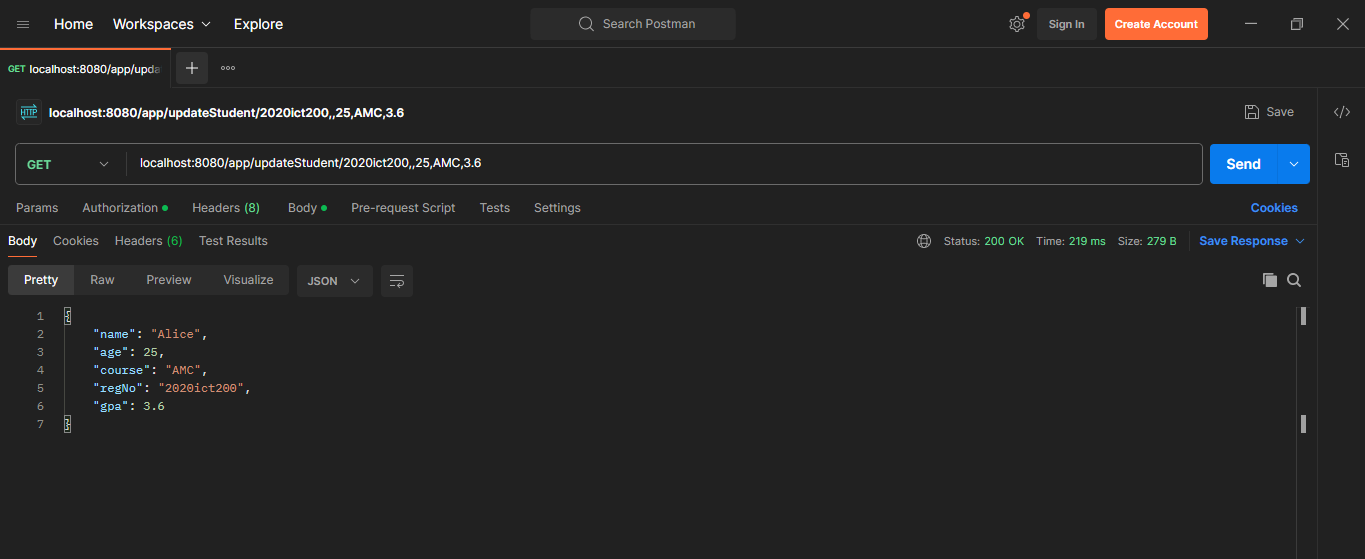 Home Workspaces Explore Search Postman Sign In Create Account
GET localhost:8080/app/upda
HTTP localhost:8080/app/updateStudent/2020ict200,,25,AMC,3.6 Save
GET localhost:8080/app/updateStudent/2020ict200,,25,AMC,3.6 Send
Params Authorization Headers (8) Body Pre-request Script Tests Settings Cookies
Body Cookies Headers (6) Test Results Status: 200 OK Time: 219 ms Size: 279 B Save Response
Pretty Raw Preview Visualize JSON
1 {
2 "name": "Alice",
3 "age": 25,
4 "course": "AMC",
5 "regNo": "2020ict200",
6 "gpa": 3.6
7 }